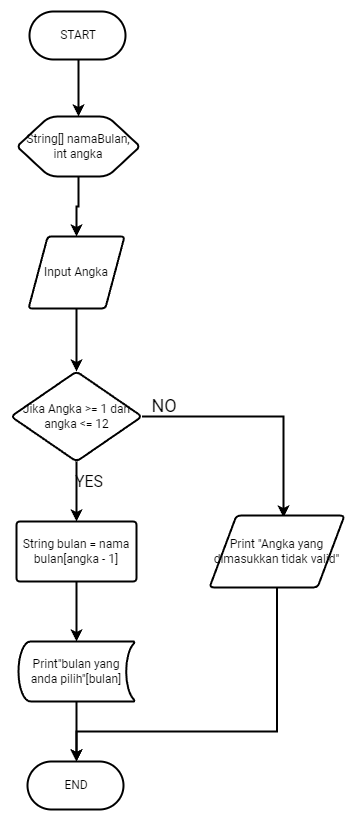 START
String[] namaBulan,
int angka
Input Angka
Jika Angka >= 1 dan
angka <= 12
NO
YES
String bulan = nama
bulan[angka - 1]
Print "Angka yang
dimasukkan tidak valid"
Print"bulan yang
anda pilih"[bulan]
END